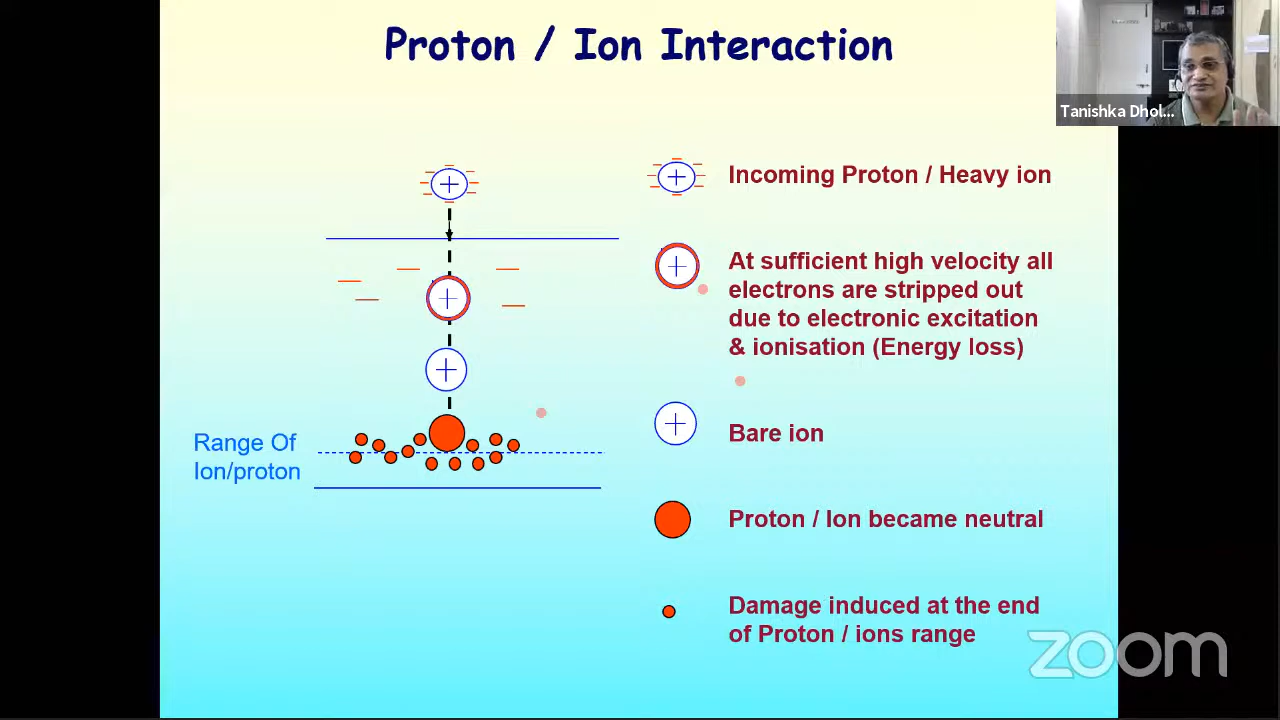 Proton / Ion Interaction
Tanishka Dhol...
Incoming Proton / Heavy ion
At sufficient high velocity all
electrons are stripped out
due to electronic excitation
& ionisation (Energy loss)
Bare ion
Range Of
Ion/proton
Proton / Ion became neutral
Damage induced at the end
of Proton / ions range
zoom